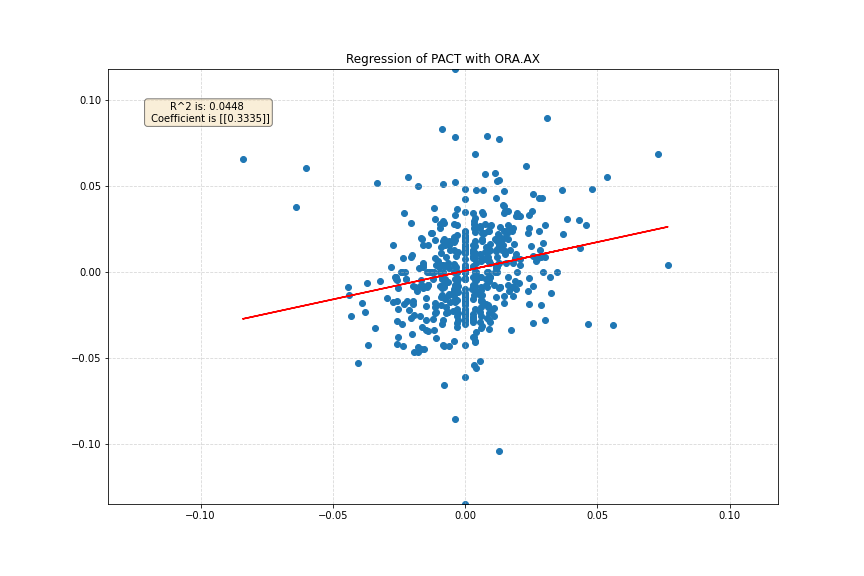 Regression of PACT with ORA.AX
R^2 is: 0.0448
Coefficient is [[0.3335]]
0.10
0.05
0.00
−0.05
−0.10
−0.10 −0.05 0.00 0.05 0.10